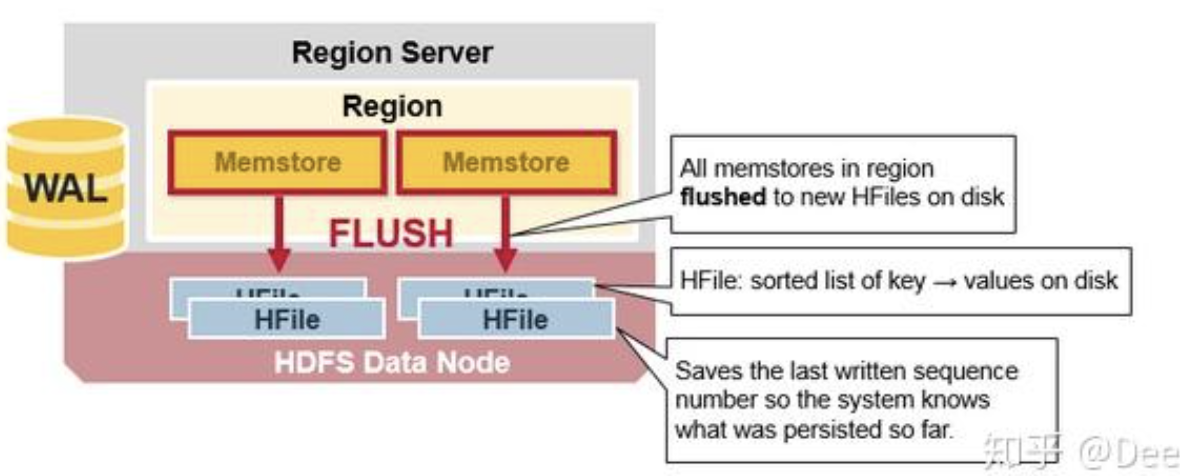 Region Server
Region
Memstore
Memstore
WAL
FLUSH
All memstores in region
flushed to new HFiles on disk
HFile: sorted list of key → values on disk
HFile
HFile
HFile
HFile
HDFS Data Node
Saves the last written sequence
number so the system knows
what was persisted so far.
知乎 @Dee